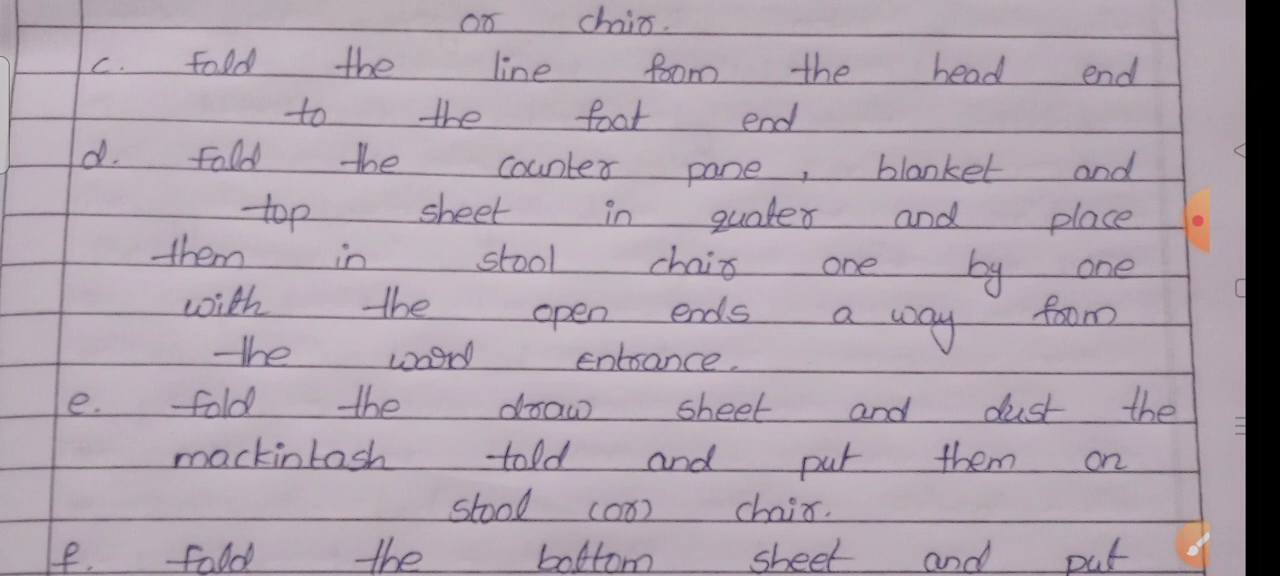 or chair.
c. Fold the line from the head end
to the foot end
d. Fold the counter pane, blanket and
top sheet in quater and place
them in stool chair one by one
with the open ends a way from
the ward entrance.
e. Fold the draw sheet and dust the
mackintash told and put them on
stool (or) chair.
f. Fold the bottom sheet and put